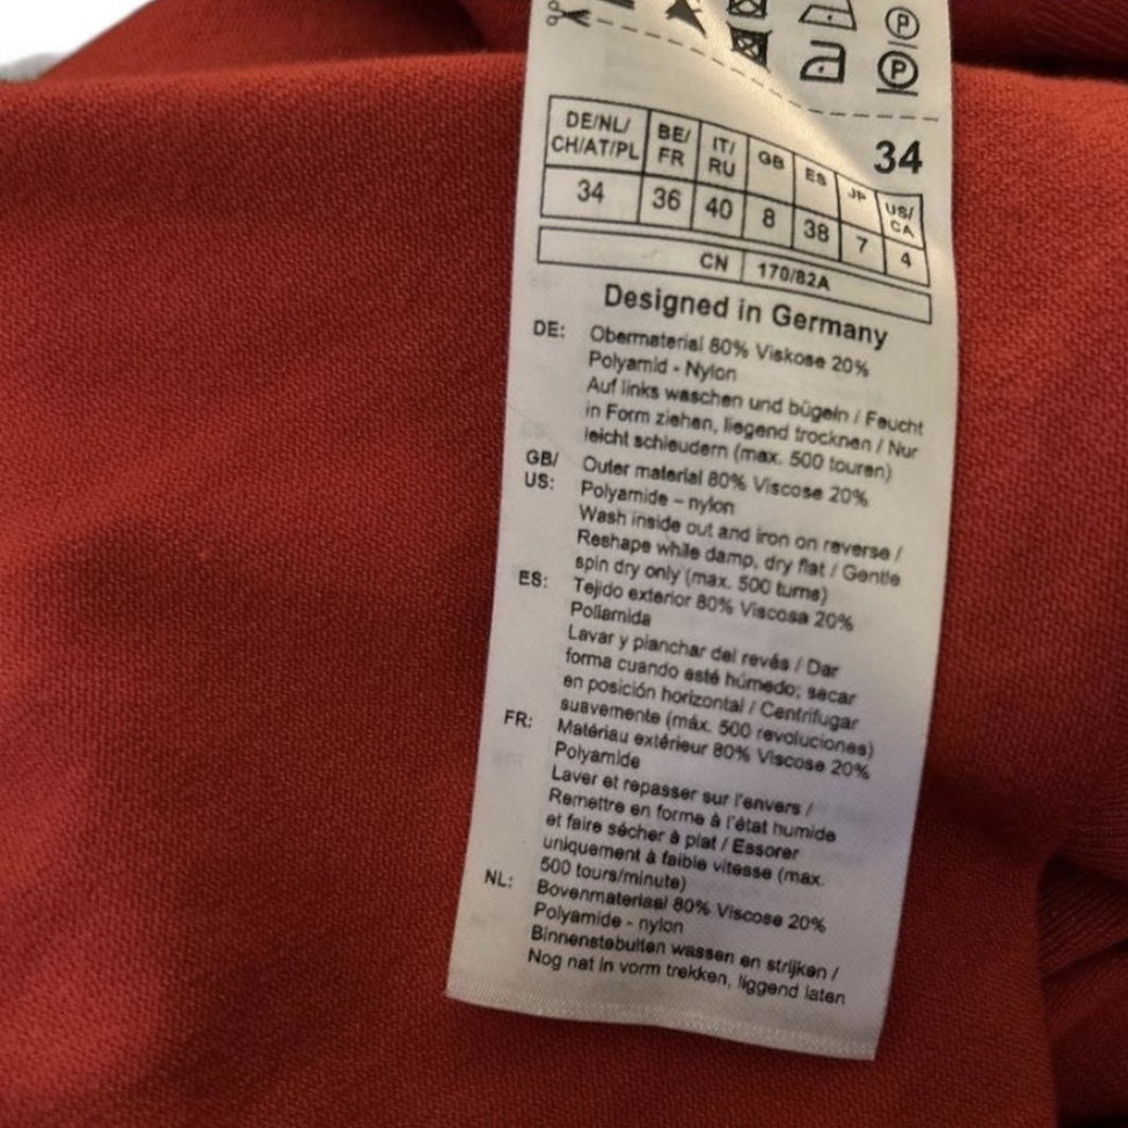 P
P
34
DE/NL/ CH/AT/PL BE/ FR IT/ RU GB ES JP US/ CA
34 36 40 8 38 7 4
CN 170/82A
Designed in Germany
DE: Obermaterial 80% Viskose 20%
Polyamid - Nylon
Auf links waschen und bügeln / Feucht
in Form ziehen, liegend trocknen / Nur
leicht schleudern (max. 500 touren)
GB/ US: Outer material 80% Viscose 20%
Polyamide – nylon
Wash inside out and iron on reverse /
Reshape while damp, dry flat / Gentle
spin dry only (max. 500 turns)
ES: Tejido exterior 80% Viscosa 20%
Poliamida
Lavar y planchar del revés / Dar
forma cuando esté húmedo; secar
en posición horizontal / Centrifugar
suavemente (máx. 500 revoluciones)
FR: Matériau extérieur 80% Viscose 20%
Polyamide
Laver et repasser sur l'envers /
Remettre en forme à l'état humide
et faire sécher à plat / Essorer
uniquement à faible vitesse (max.
500 tours/minute)
NL: Bovenmateriaal 80% Viscose 20%
Polyamide - nylon
Binnenstebuiten wassen en strijken /
Nog nat in vorm trekken, liggend laten